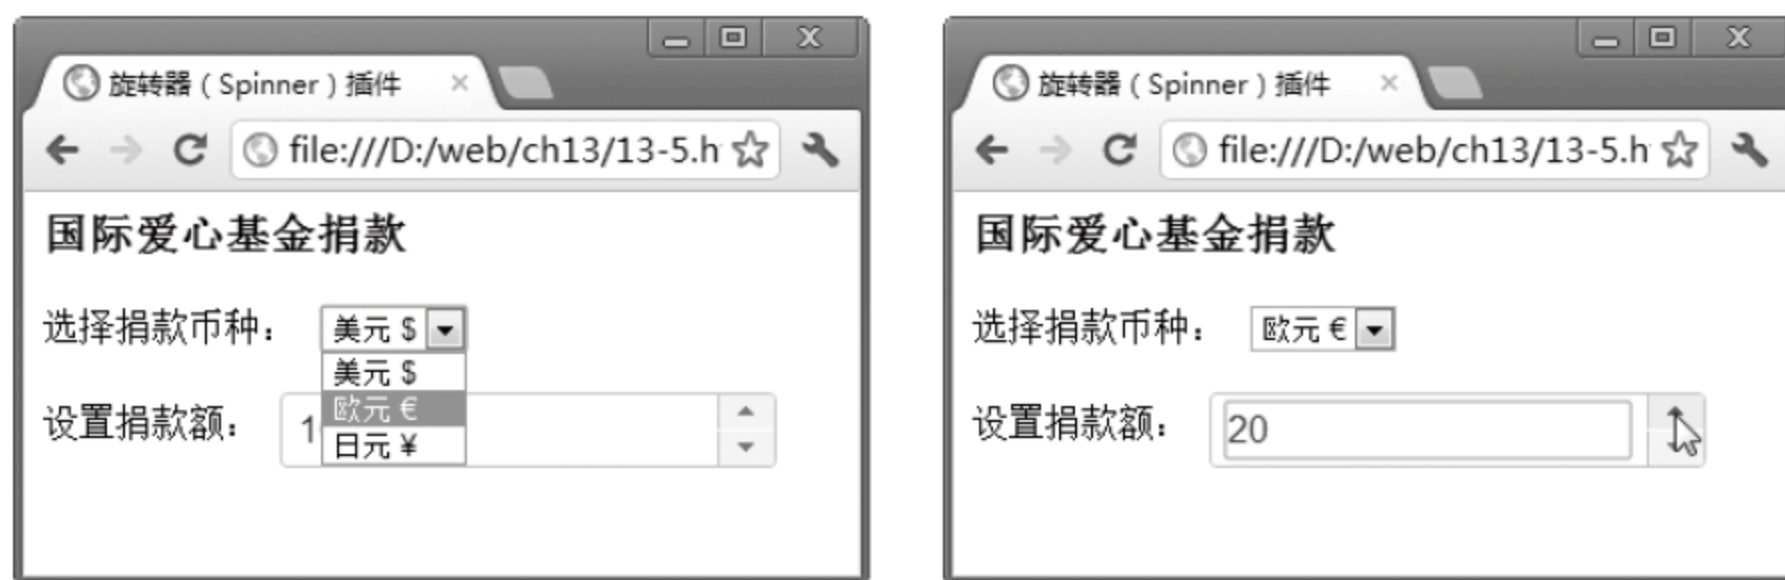 旋转器（Spinner）插件
file:///D:/web/ch13/13-5.h
国际爱心基金捐款
选择捐款币种： 美元 $
美元 $
欧元 €
日元 ¥
设置捐款额： 1
旋转器（Spinner）插件
file:///D:/web/ch13/13-5.h
国际爱心基金捐款
选择捐款币种： 欧元 €
设置捐款额： 20